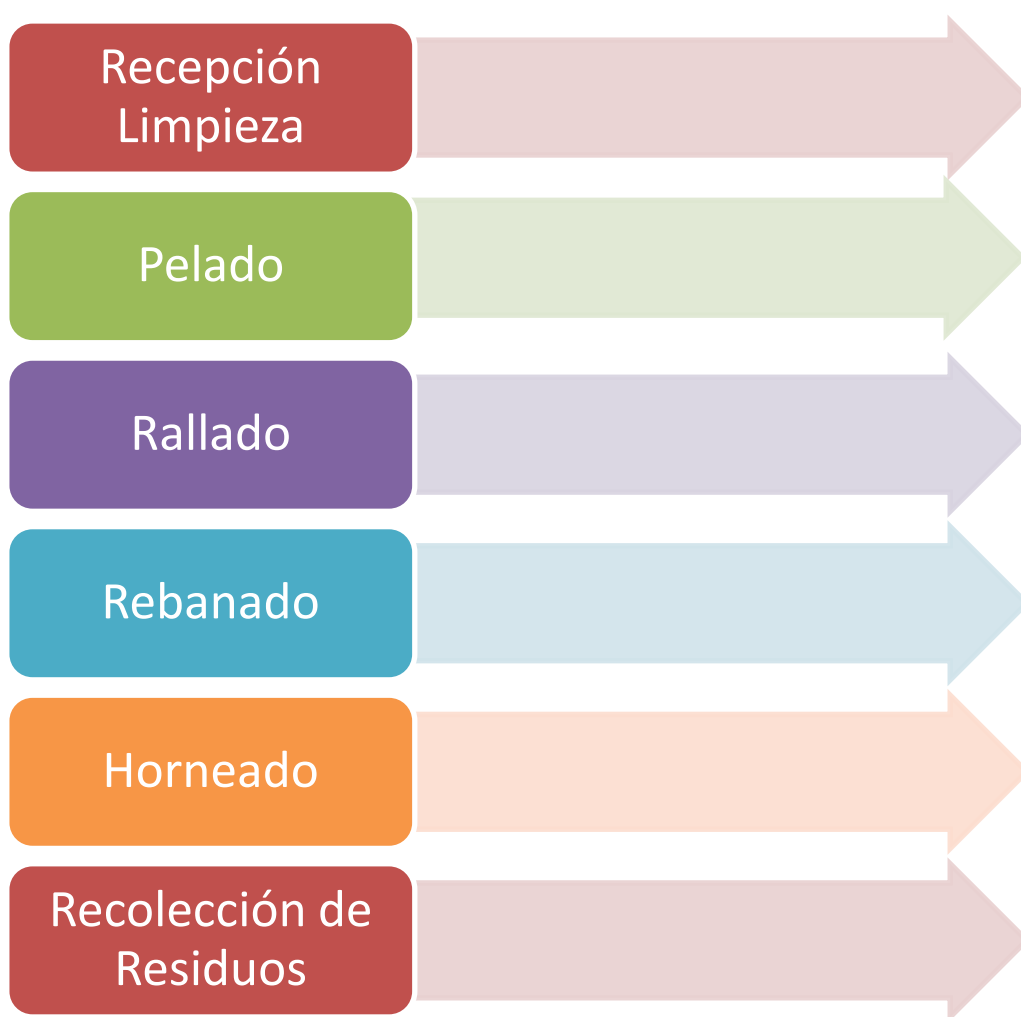 Recepción
Limpieza
Pelado
Rallado
Rebanado
Horneado
Recolección de
Residuos